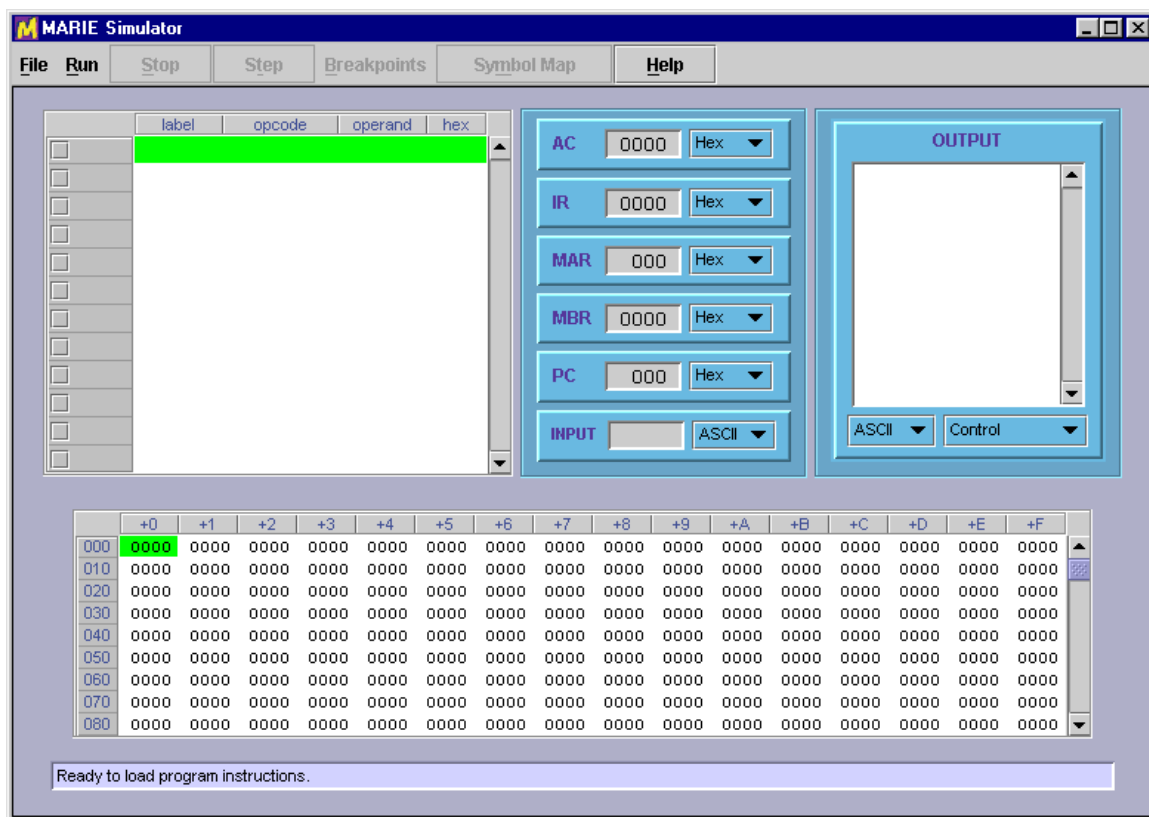 MARIE Simulator
File Run Stop Step Breakpoints Symbol Map Help
label opcode operand hex
AC 0000 Hex
IR 0000 Hex
MAR 000 Hex
MBR 0000 Hex
PC 000 Hex
INPUT ASCII
OUTPUT
ASCII Control
+0 +1 +2 +3 +4 +5 +6 +7 +8 +9 +A +B +C +D +E +F
000 0000 0000 0000 0000 0000 0000 0000 0000 0000 0000 0000 0000 0000 0000 0000 0000
010 0000 0000 0000 0000 0000 0000 0000 0000 0000 0000 0000 0000 0000 0000 0000 0000
020 0000 0000 0000 0000 0000 0000 0000 0000 0000 0000 0000 0000 0000 0000 0000 0000
030 0000 0000 0000 0000 0000 0000 0000 0000 0000 0000 0000 0000 0000 0000 0000 0000
040 0000 0000 0000 0000 0000 0000 0000 0000 0000 0000 0000 0000 0000 0000 0000 0000
050 0000 0000 0000 0000 0000 0000 0000 0000 0000 0000 0000 0000 0000 0000 0000 0000
060 0000 0000 0000 0000 0000 0000 0000 0000 0000 0000 0000 0000 0000 0000 0000 0000
070 0000 0000 0000 0000 0000 0000 0000 0000 0000 0000 0000 0000 0000 0000 0000 0000
080 0000 0000 0000 0000 0000 0000 0000 0000 0000 0000 0000 0000 0000 0000 0000 0000
Ready to load program instructions.